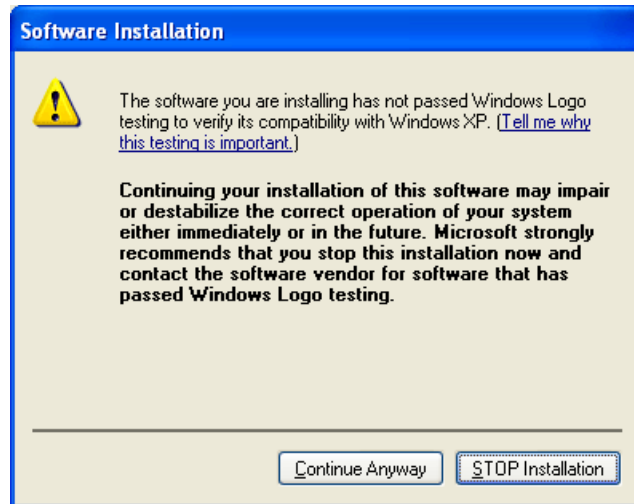 Software Installation
The software you are installing has not passed Windows Logo
testing to verify its compatibility with Windows XP. (Tell me why
this testing is important.)
Continuing your installation of this software may impair
or destabilize the correct operation of your system
either immediately or in the future. Microsoft strongly
recommends that you stop this installation now and
contact the software vendor for software that has
passed Windows Logo testing.
Continue Anyway STOP Installation